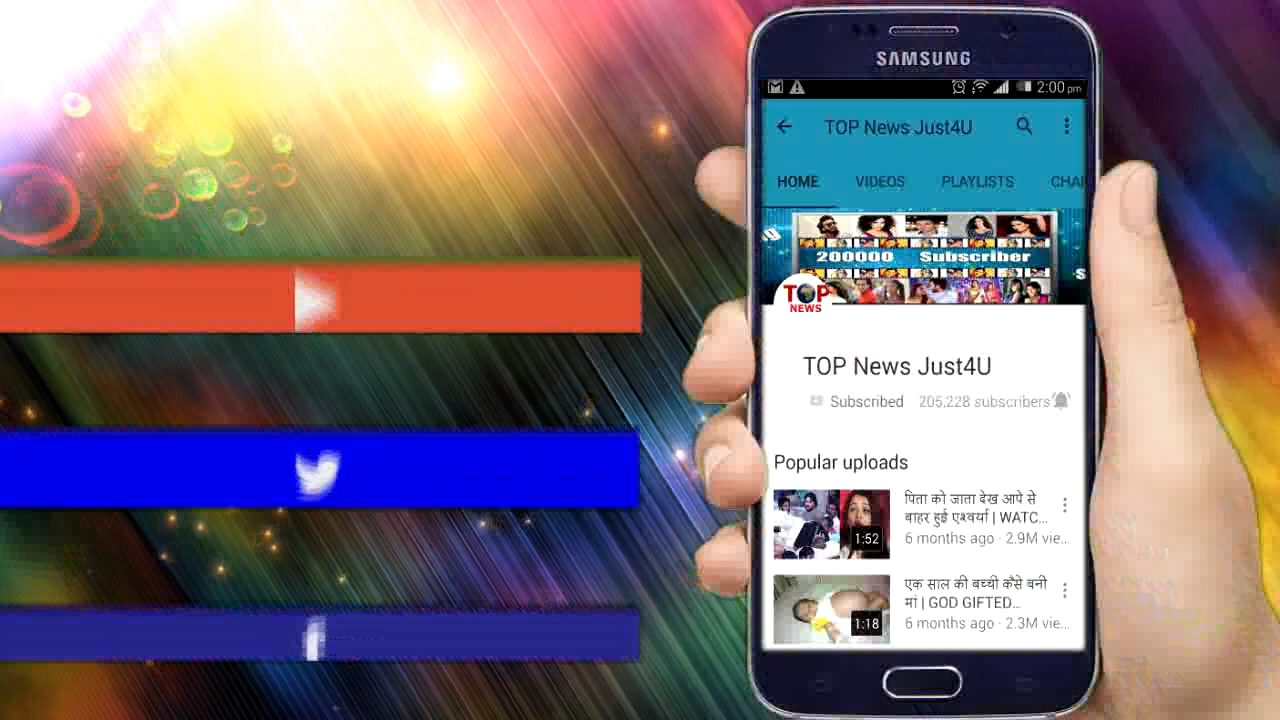 SAMSUNG
2:00 pm
TOP News Just4U
HOME VIDEOS PLAYLISTS CHA
200000 Subscriber
S
TOP
NEWS
TOP News Just4U
Subscribed 205,228 subscribers
Popular uploads
पिता को जाता देख आपे से
बाहर हुई एश्वर्या | WATC...
6 months ago · 2.9M vie...
1:52
एक साल की बच्ची कैसे बनी
मां | GOD GIFTED...
6 months ago · 2.3M vie...
1:18